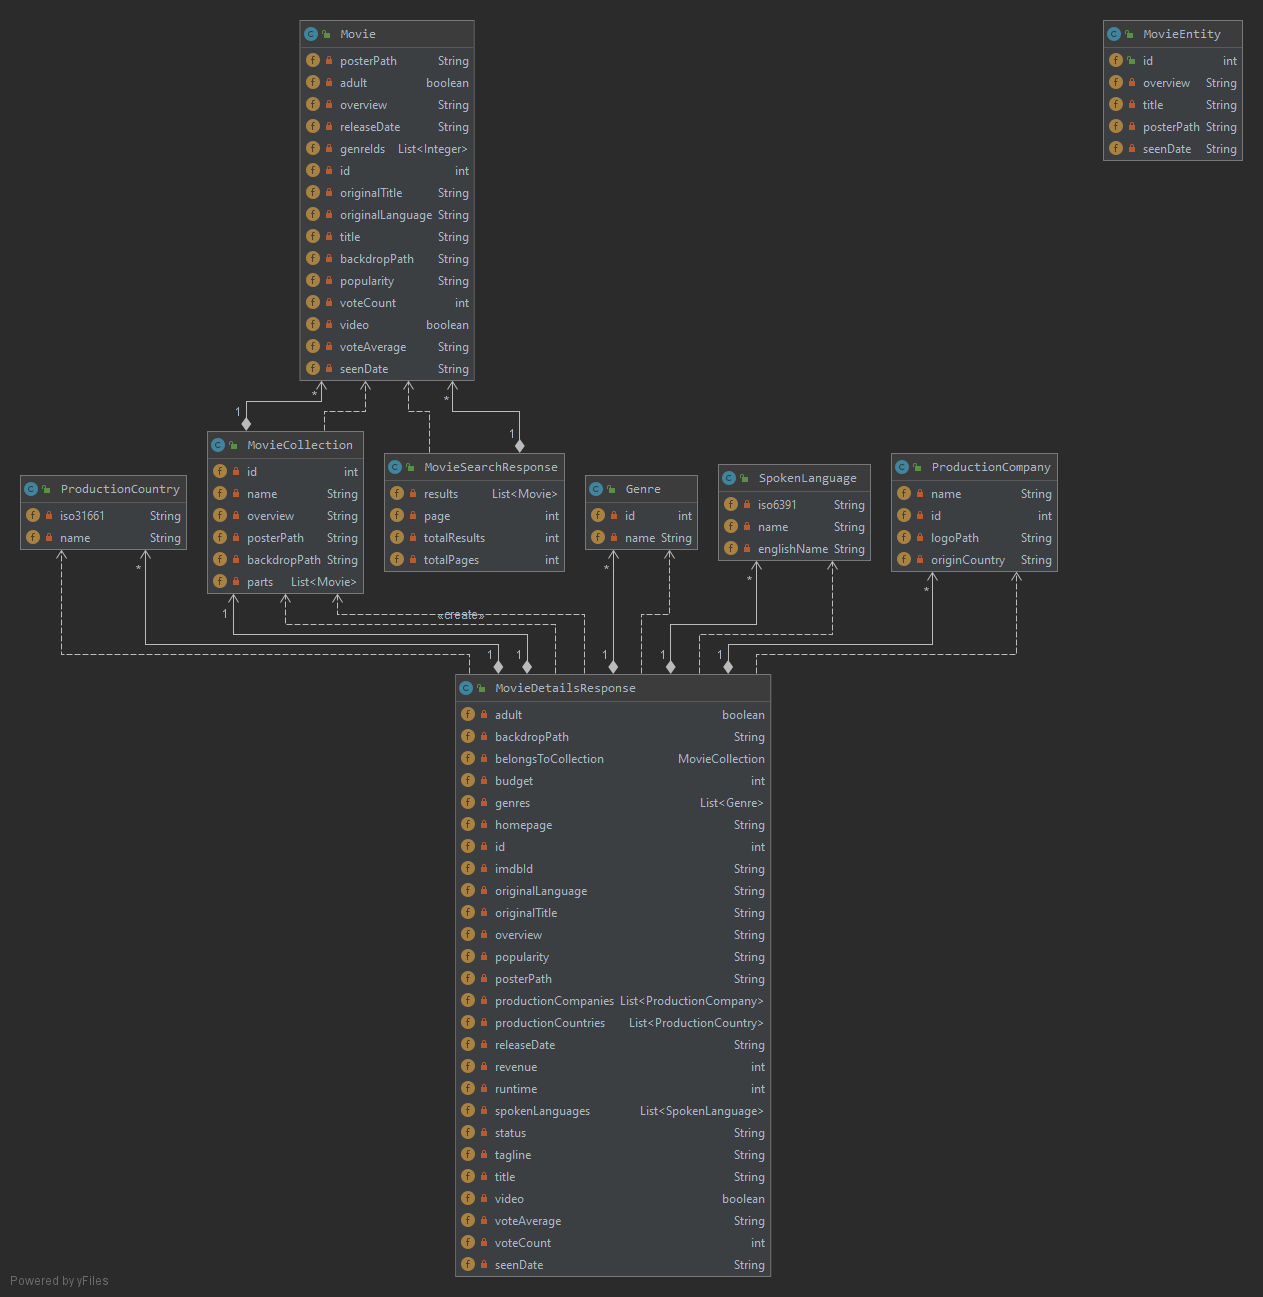 Movie
posterPath String
adult boolean
overview String
releaseDate String
genreIds List<Integer>
id int
originalTitle String
originalLanguage String
title String
backdropPath String
popularity String
voteCount int
video boolean
voteAverage String
seenDate String
MovieEntity
id int
overview String
title String
posterPath String
seenDate String
*
*
1
1
MovieCollection
id int
name String
overview String
posterPath String
backdropPath String
parts List<Movie>
MovieSearchResponse
results List<Movie>
page int
totalResults int
totalPages int
ProductionCountry
iso31661 String
name String
Genre
id int
name String
SpokenLanguage
iso6391 String
name String
englishName String
ProductionCompany
name String
id int
logoPath String
originCountry String
*
*
*
*
1
«create»
1
1
1
1
1
MovieDetailsResponse
adult boolean
backdropPath String
belongsToCollection MovieCollection
budget int
genres List<Genre>
homepage String
id int
imdbId String
originalLanguage String
originalTitle String
overview String
popularity String
posterPath String
productionCompanies List<ProductionCompany>
productionCountries List<ProductionCountry>
releaseDate String
revenue int
runtime int
spokenLanguages List<SpokenLanguage>
status String
tagline String
title String
video boolean
voteAverage String
voteCount int
seenDate String
Powered by yFiles